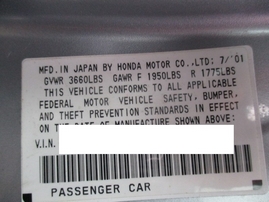 MFD. IN JAPAN BY HONDA MOTOR CO., LTD; 7/'01
GVWR 3660LBS GAWR F 1950LBS R 1775LBS
THIS VEHICLE CONFORMS TO ALL APPLICABLE
FEDERAL MOTOR VEHICLE SAFETY, BUMPER,
AND THEFT PREVENTION STANDARDS IN EFFECT
ON THE DATE OF MANUFACTURE SHOWN ABOVE:
V.I.N.
PASSENGER CAR